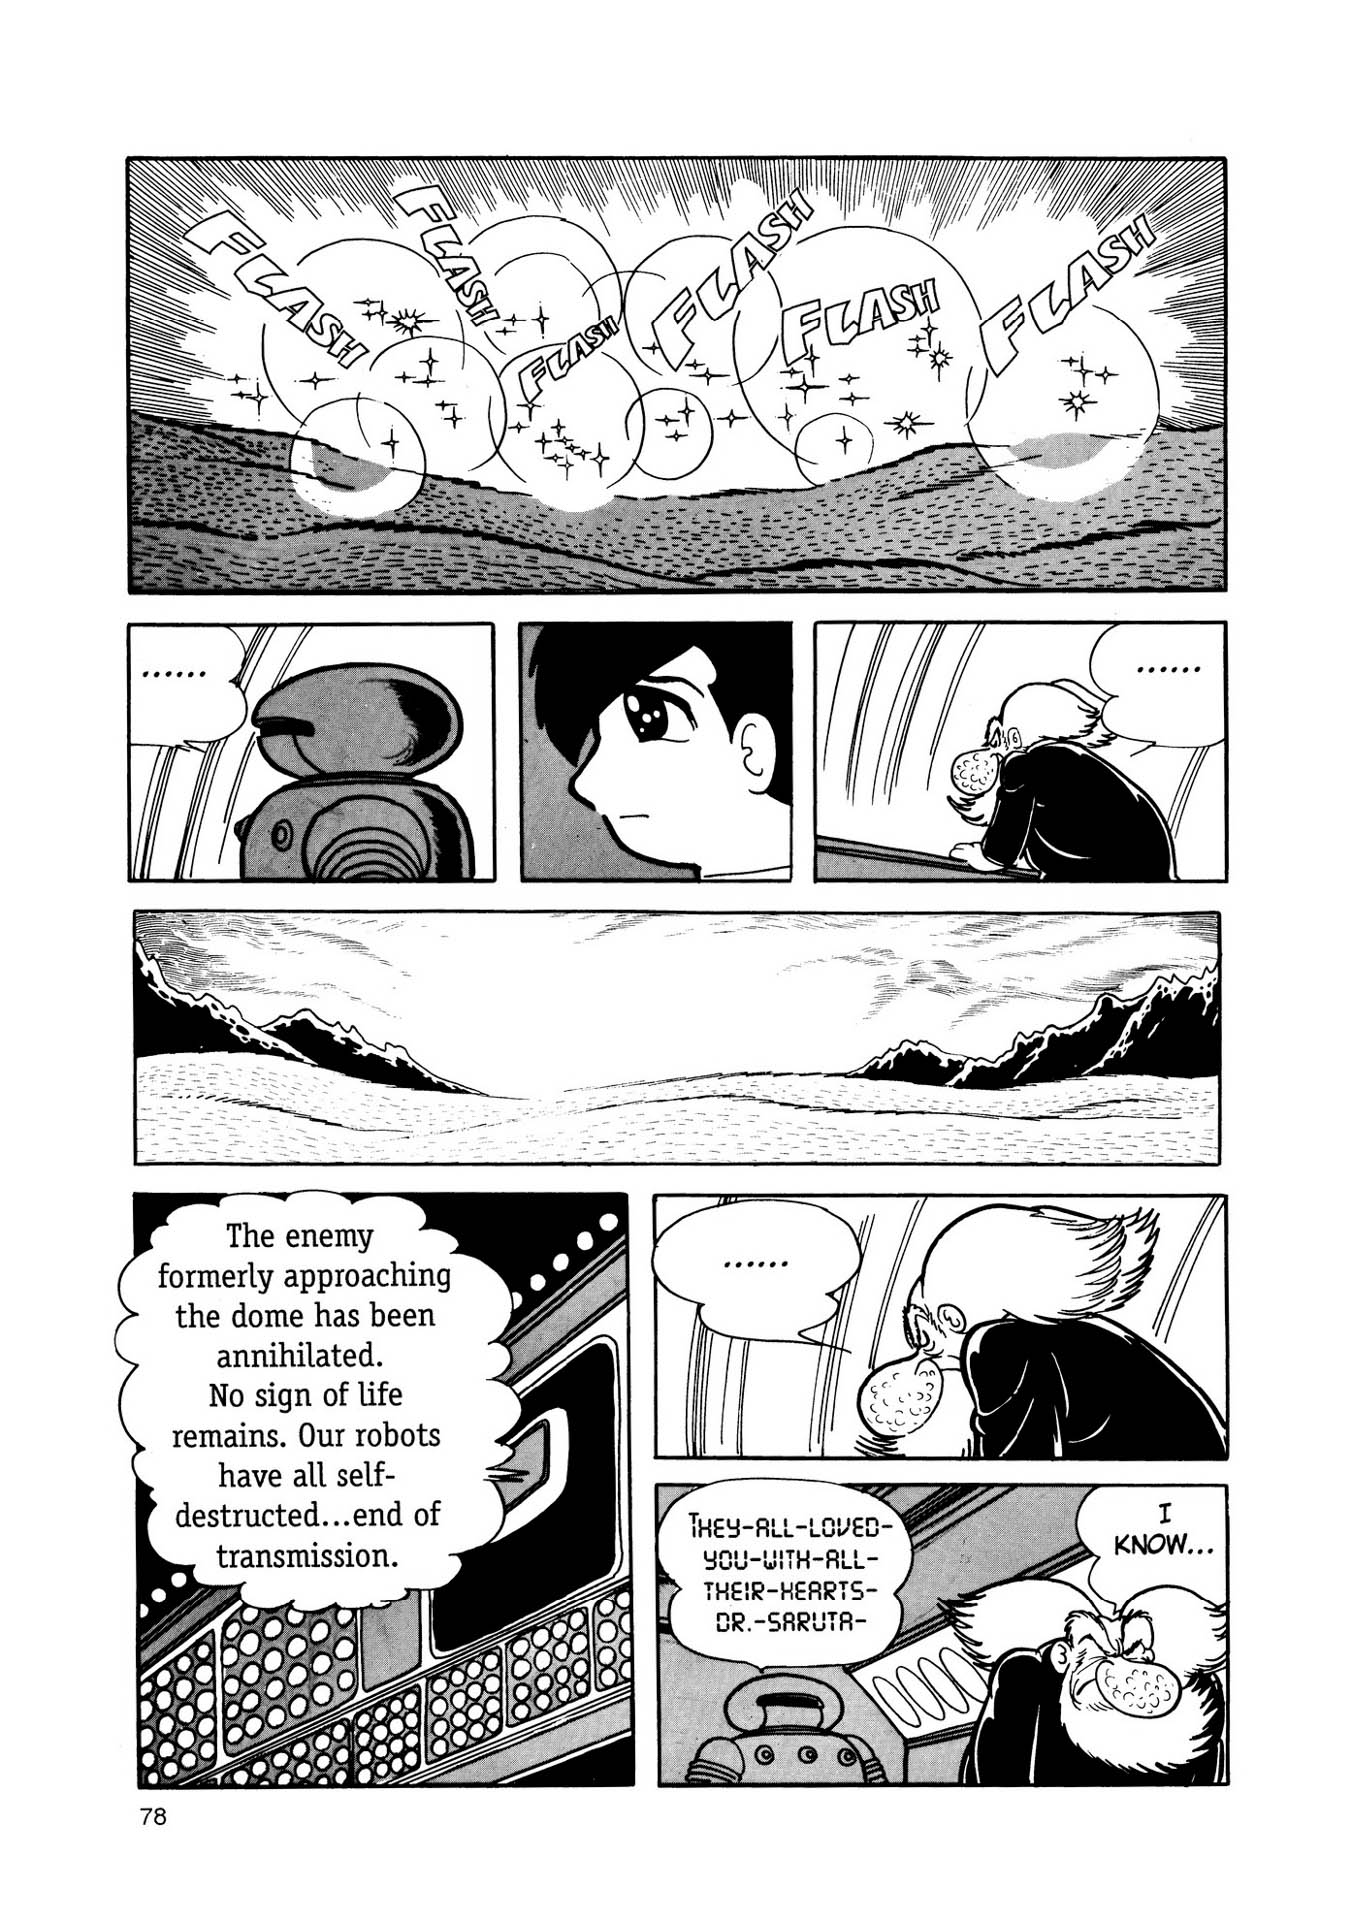 FLASH
FLASH
FLASH
FLASH
FLASH
FLASH
......
......
The enemy
formerly approaching
the dome has been
annihilated.
No sign of life
remains. Our robots
have all self-
destructed...end of
transmission.
......
THEY-ALL-LOVED-
YOU-WITH-ALL-
THEIR-HEARTS-
DR.-SARUTA-
I
KNOW...
78